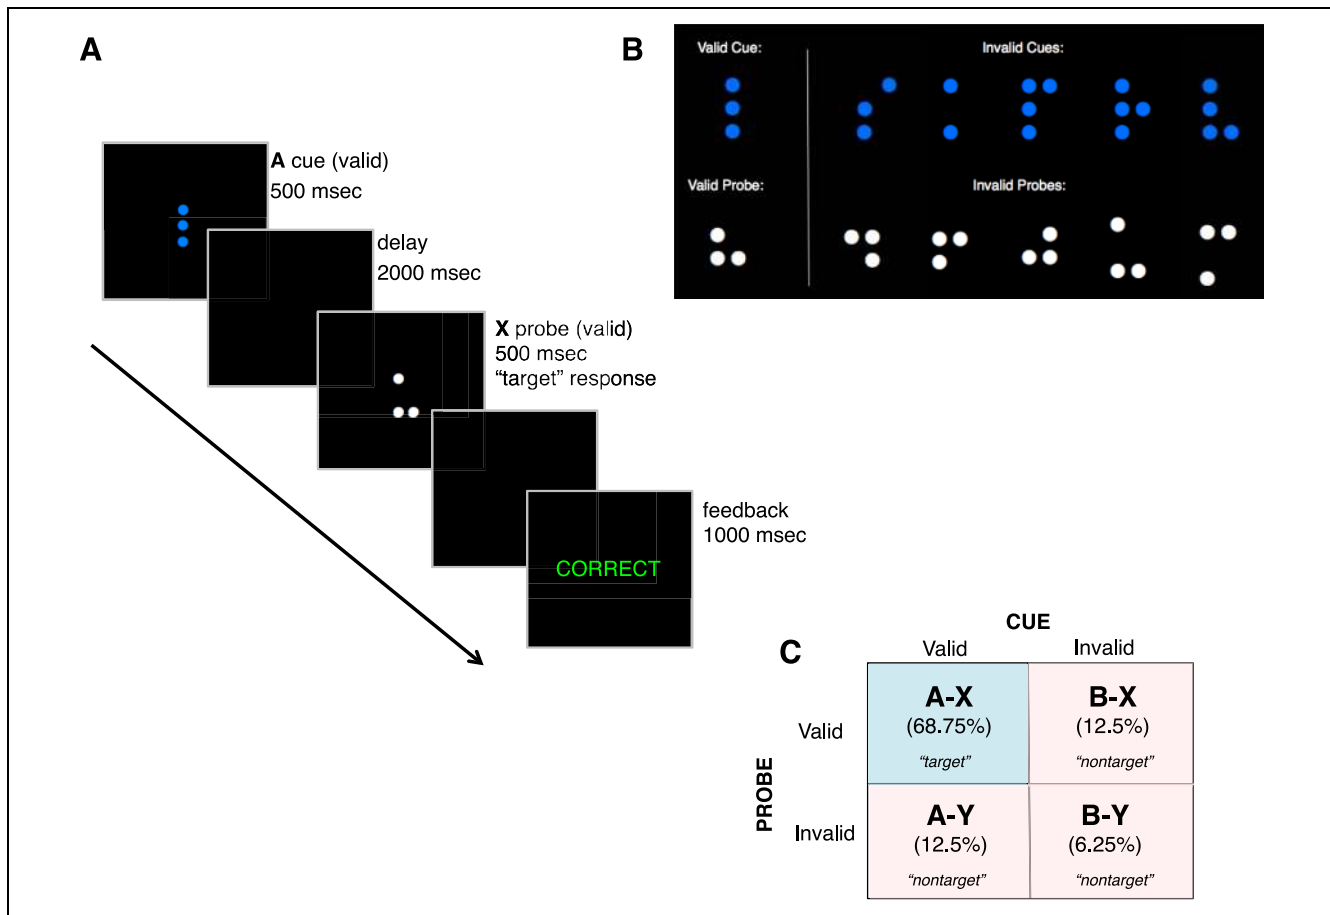 A
A cue (valid)
500 msec
delay
2000 msec
X probe (valid)
500 msec
“target” response
feedback
1000 msec
CORRECT
B
Valid Cue:
Invalid Cues:
Valid Probe:
Invalid Probes:
C
CUE
Valid
Invalid
PROBE
Valid
A-X
(68.75%)
“target”
B-X
(12.5%)
“nontarget”
Invalid
A-Y
(12.5%)
“nontarget”
B-Y
(6.25%)
“nontarget”